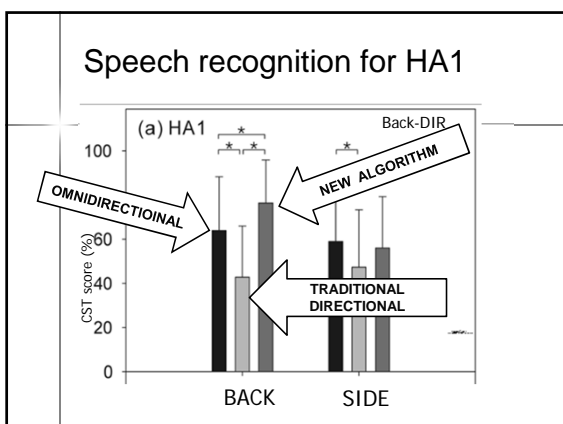 Speech recognition for HA1
(a) HA1
Back-DIR
* * * *
100
60
40
20
0
CST score (%)
OMNIDIRECTIOINAL
NEW ALGORITHM
TRADITIONAL
DIRECTIONAL
BACK SIDE